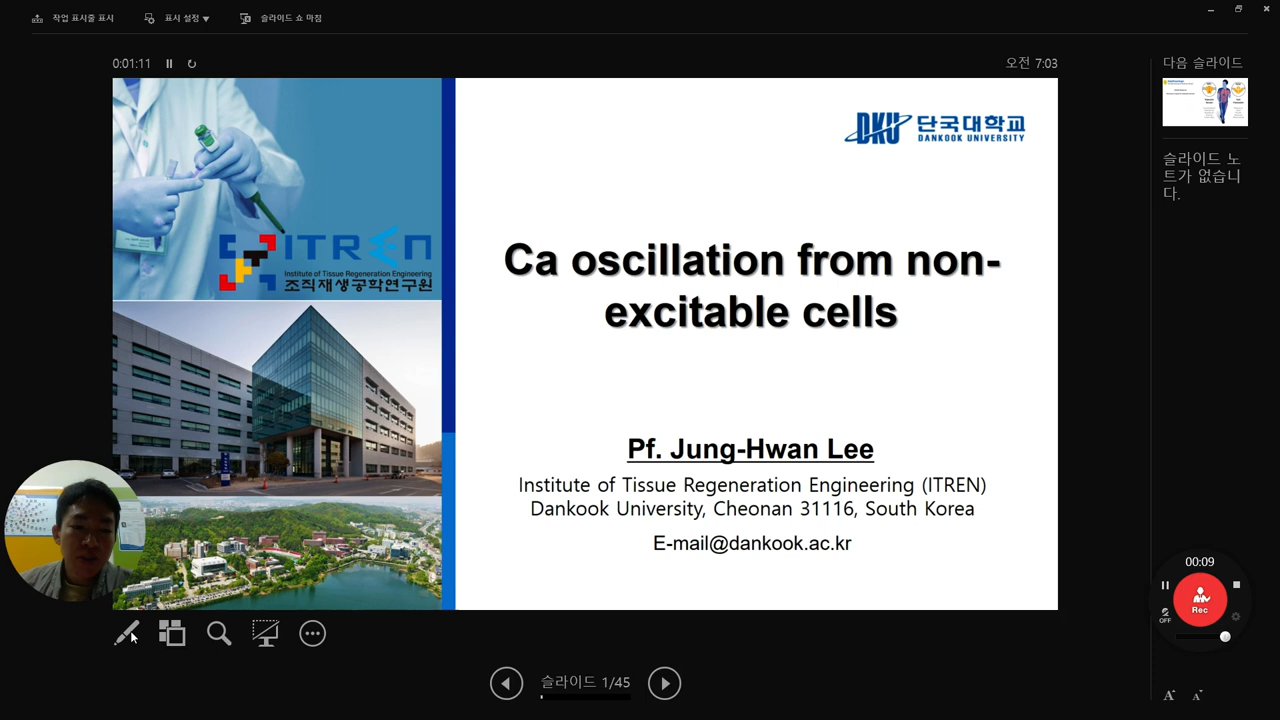 작업 표시줄 표시
표시 설정 ▼
슬라이드 쇼 마침
0:01:11
오전 7:03
다음 슬라이드
슬라이드 노
트가 없습니
다.
DKU 단국대학교
DANKOOK UNIVERSITY
ITREN
Institute of Tissue Regeneration Engineering
조직재생공학연구원
Ca oscillation from non-
excitable cells
Pf. Jung-Hwan Lee
Institute of Tissue Regeneration Engineering (ITREN)
Dankook University, Cheonan 31116, South Korea
E-mail@dankook.ac.kr
00:09
Rec
OFF
슬라이드 1/45
A A